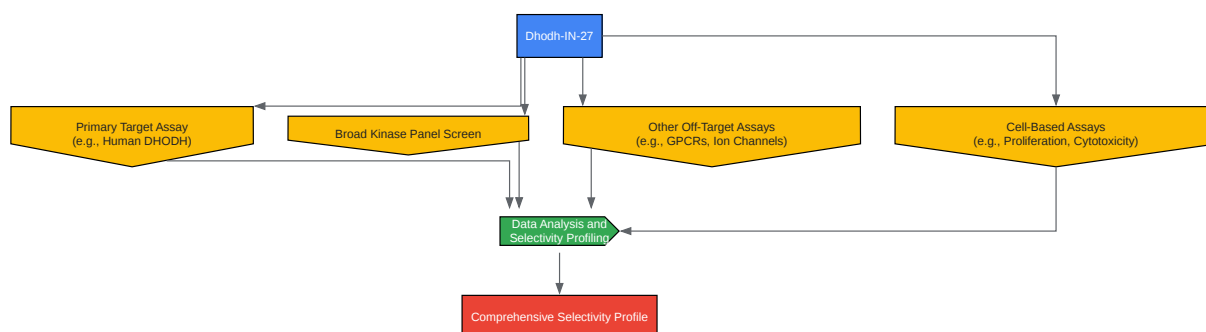 Dhodh-IN-27
Primary Target Assay
(e.g., Human DHODH)
Broad Kinase Panel Screen
Other Off-Target Assays
(e.g., GPCRs, Ion Channels)
Cell-Based Assays
(e.g., Proliferation, Cytotoxicity)
Data Analysis and
Selectivity Profiling
Comprehensive Selectivity Profile